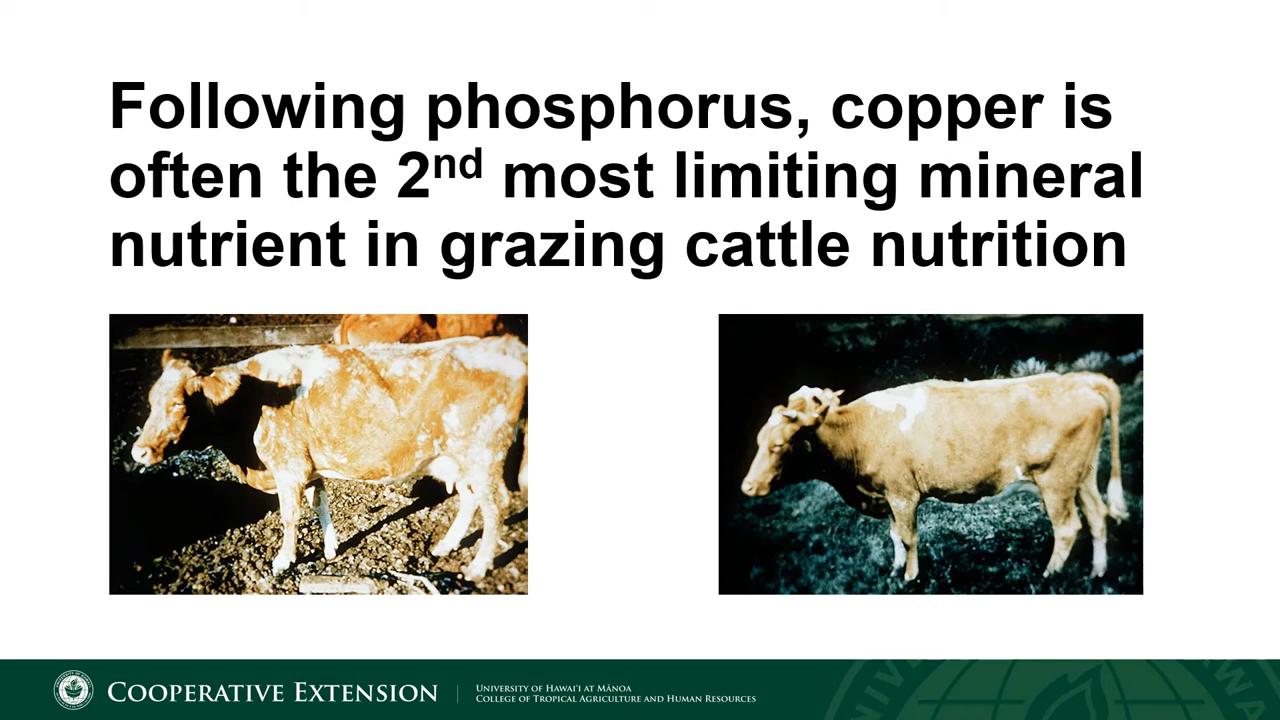 Following phosphorus, copper is
often the 2nd most limiting mineral
nutrient in grazing cattle nutrition
COOPERATIVE EXTENSION
UNIVERSITY OF HAWAIʻI AT MĀNOA
COLLEGE OF TROPICAL AGRICULTURE AND HUMAN RESOURCES